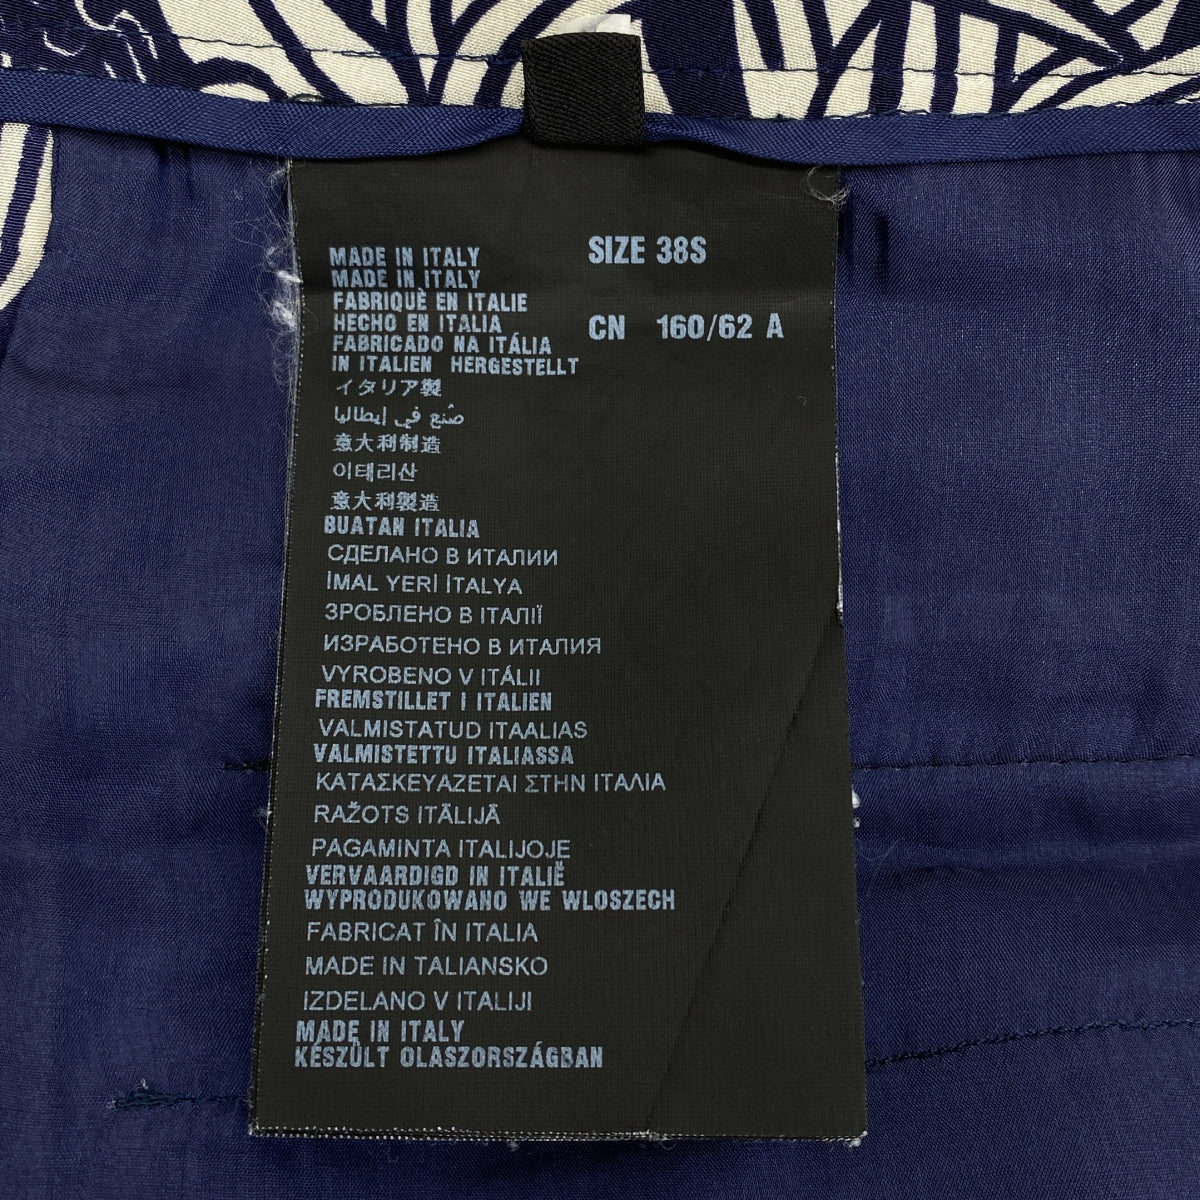 MADE IN ITALY
MADE IN ITALY
FABRIQUÈ EN ITALIE
HECHO EN ITALIA
FABRICADO NA ITÁLIA
IN ITALIEN HERGESTELLT
イタリア製
صُنع في إيطاليا
意大利制造
이태리산
意大利製造
BUATAN ITALIA
СДЕЛАНО В ИТАЛИИ
İMAL YERİ İTALYA
ЗРОБЛЕНО В ІТАЛІЇ
ИЗРАБОТЕНО В ИТАЛИЯ
VYROBENO V ITÁLII
FREMSTILLET I ITALIEN
VALMISTATUD ITAALIAS
VALMISTETTU ITALIASSA
ΚΑΤΑΣΚΕΥΑΖΕΤΑΙ ΣΤΗΝ ΙΤΑΛΙΑ
RAŽOTS ITĀLIJĀ
PAGAMINTA ITALIJOJE
VERVAARDIGD IN ITALIË
WYPRODUKOWANO WE WLOSZECH
FABRICAT ÎN ITALIA
MADE IN TALIANSKO
IZDELANO V ITALIJI
MADE IN ITALY
KÉSZÜLT OLASZORSZÁGBAN
SIZE 38S
CN 160/62 A